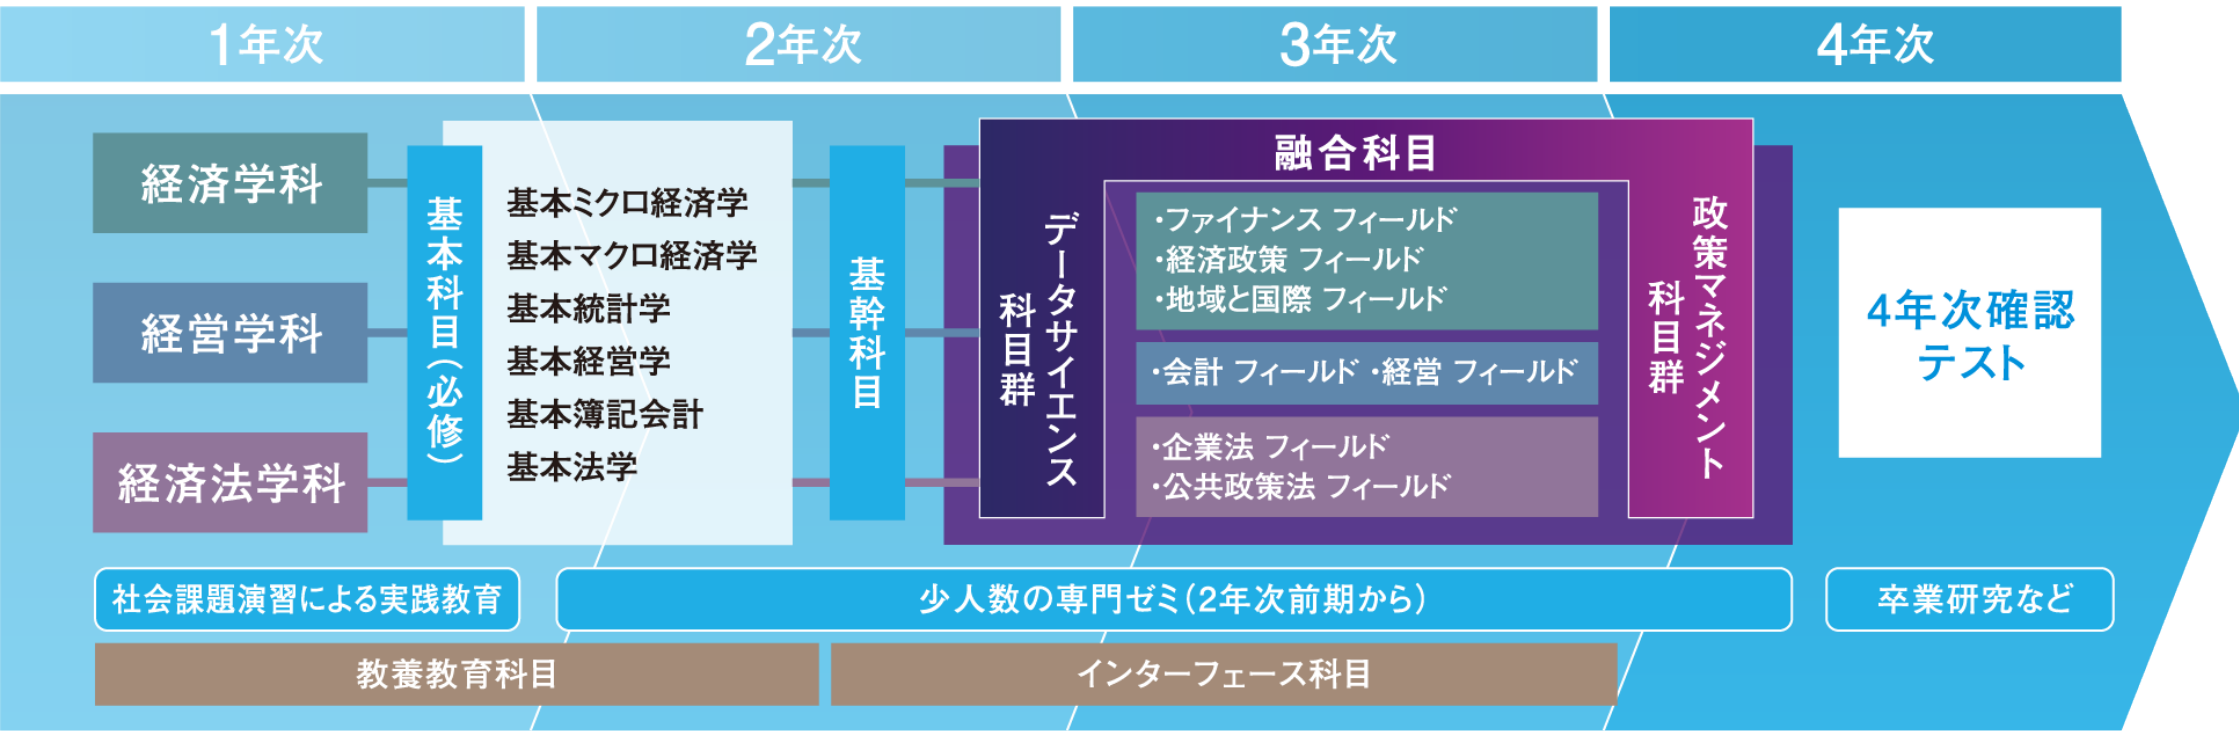 1年次
2年次
3年次
4年次
経済学科
経営学科
経済法学科
基本科目(必修)
基本ミクロ経済学
基本マクロ経済学
基本統計学
基本経営学
基本簿記会計
基本法学
基幹科目
融合科目
データサイエンス
科目群
・ファイナンス フィールド
・経済政策 フィールド
・地域と国際 フィールド
・会計 フィールド ・経営 フィールド
・企業法 フィールド
・公共政策法 フィールド
政策マネジメント
科目群
4年次確認
テスト
社会課題演習による実践教育
少人数の専門ゼミ(2年次前期から)
卒業研究など
教養教育科目
インターフェース科目